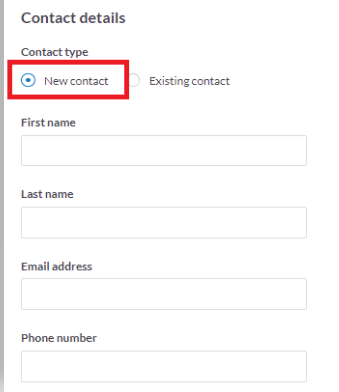 Contact details
Contact type
New contact Existing contact
First name
Last name
Email address
Phone number